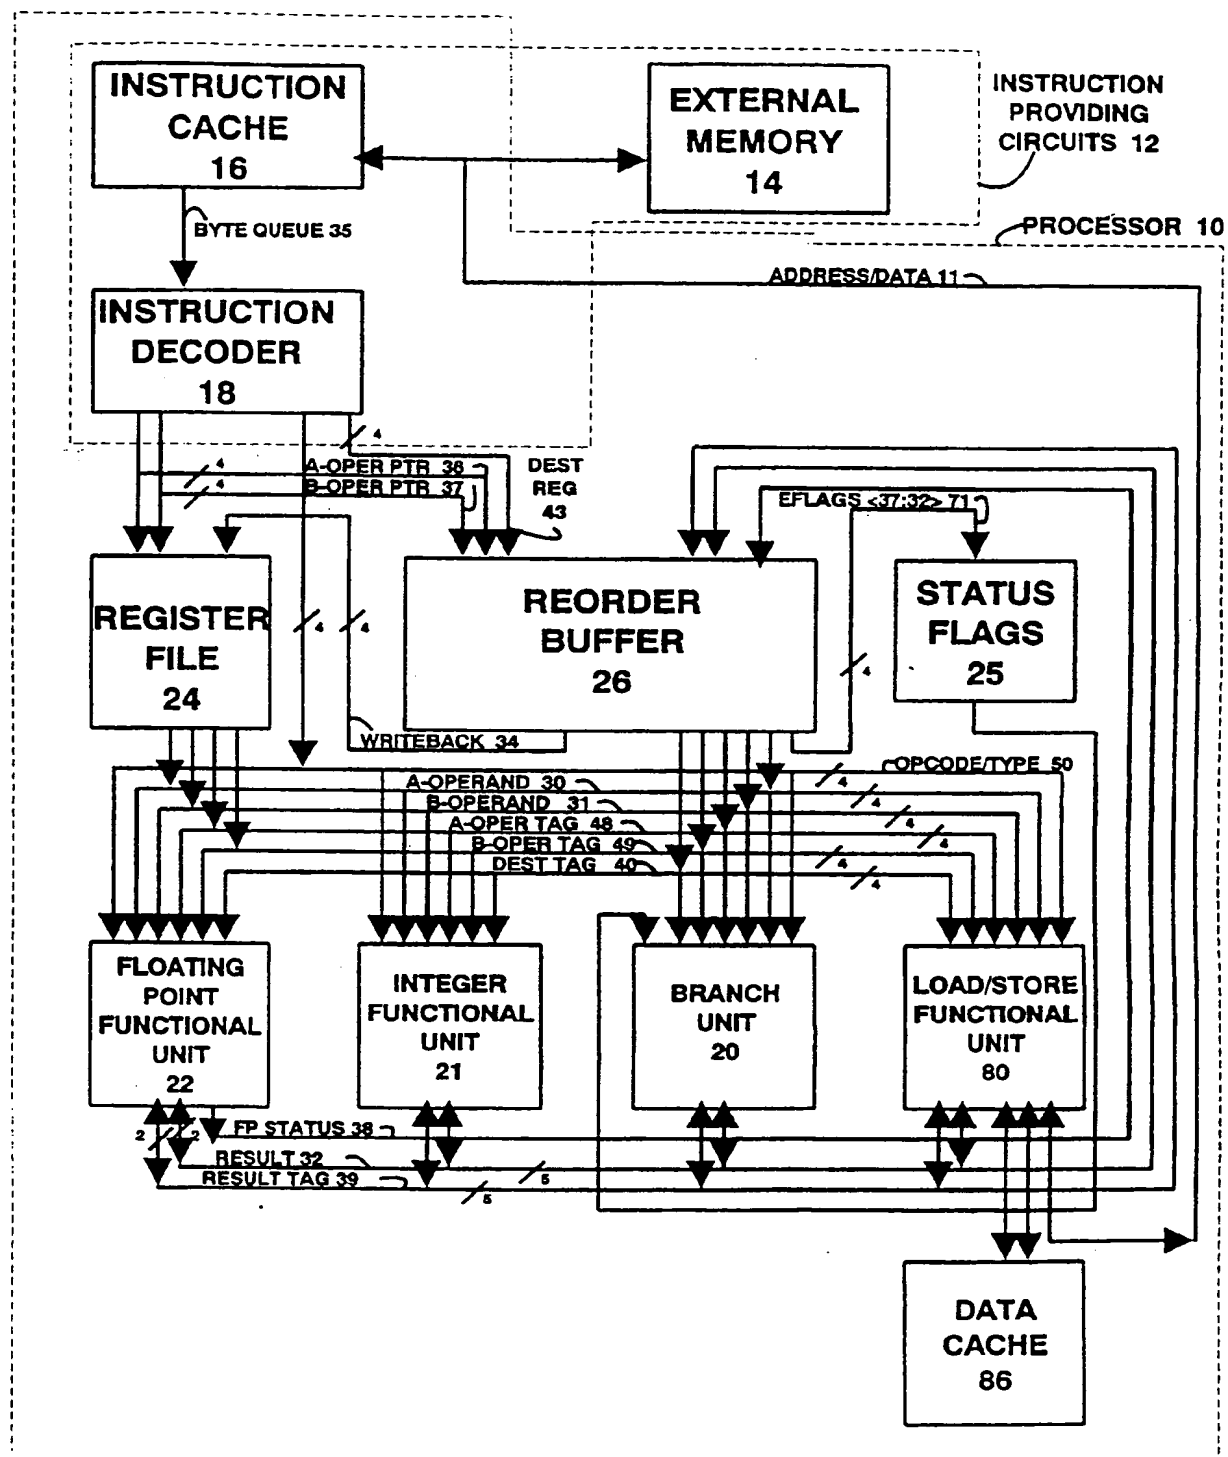 INSTRUCTION
CACHE
16
EXTERNAL
MEMORY
14
INSTRUCTION
PROVIDING
CIRCUITS 12
BYTE QUEUE 35
PROCESSOR 10
ADDRESS/DATA 11
INSTRUCTION
DECODER
18
4
4
A-OPER PTR 36
4
B-OPER PTR 37
DEST
REG
43
EFLAGS <37:32> 71
REGISTER
FILE
24
4
4
REORDER
BUFFER
26
4
STATUS
FLAGS
25
WRITEBACK 34
4
OPCODE/TYPE 50
A-OPERAND 30
4
B-OPERAND 31
4
A-OPER TAG 48
4
B-OPER TAG 49
4
DEST TAG 40
4
FLOATING
POINT
FUNCTIONAL
UNIT
22
INTEGER
FUNCTIONAL
UNIT
21
BRANCH
UNIT
20
LOAD/STORE
FUNCTIONAL
UNIT
80
2
2
FP STATUS 38
RESULT 32
5
RESULT TAG 39
5
DATA
CACHE
86